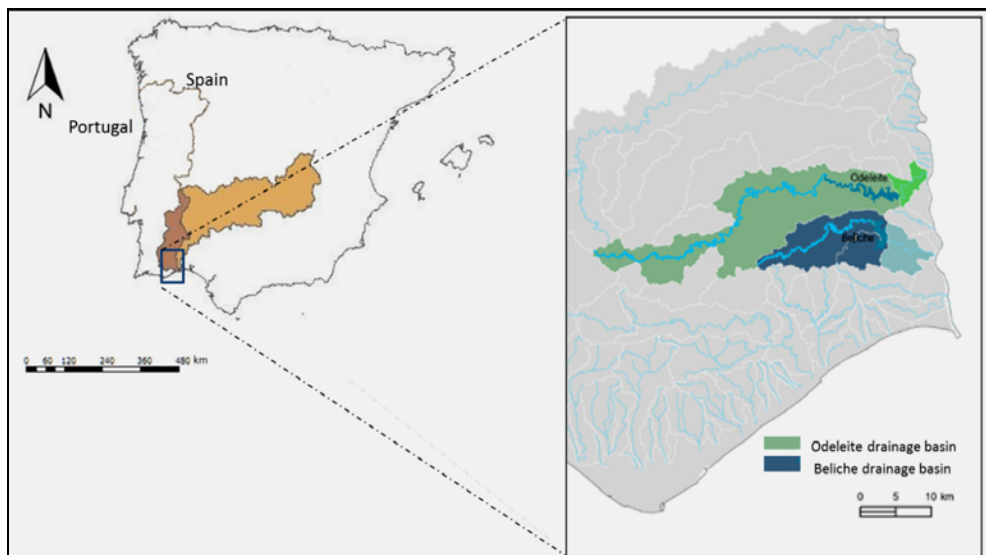 Spain
N
Portugal
0 60 120 240 360 480 km
Odeleite
Beliche
Odeleite drainage basin
Beliche drainage basin
0 5 10 km